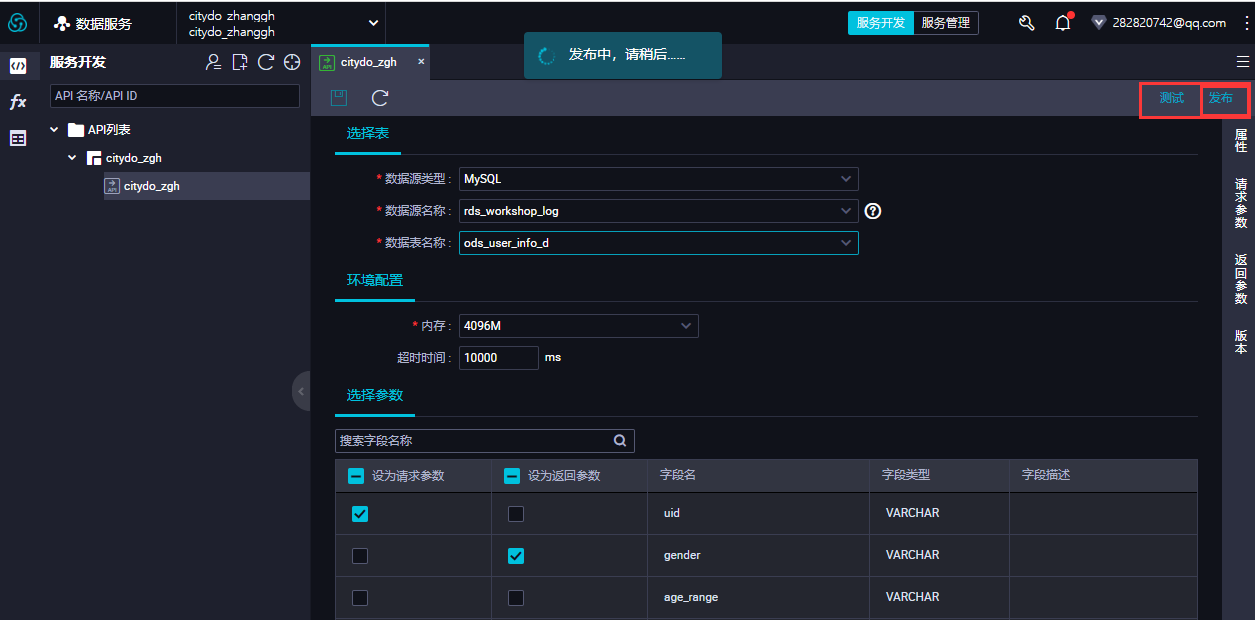 数据服务
citydo_zhanggh
citydo_zhanggh
服务开发
服务管理
282820742@qq.com
服务开发
API 名称/API ID
API列表
citydo_zgh
API
citydo_zgh
API
citydo_zgh
×
发布中，请稍后......
测试
发布
选择表
* 数据源类型 :
MySQL
* 数据源名称 :
rds_workshop_log
?
* 数据表名称 :
ods_user_info_d
环境配置
* 内存 :
4096M
超时时间 :
10000
ms
选择参数
搜索字段名称
设为请求参数
设为返回参数
字段名
字段类型
字段描述
uid
VARCHAR
gender
VARCHAR
age_range
VARCHAR
fx
属性
请求参数
返回参数
版本